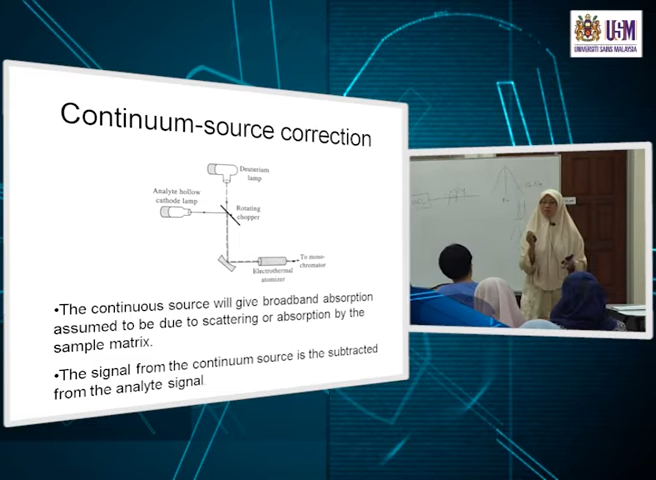 USM
UNIVERSITI SAINS MALAYSIA
Continuum-source correction
Deutarium
lamp
Analyte hollow
cathode lamp
Rotating
chopper
To mono-
chromator
Electrothermal
atomizer
•The continuous source will give broadband absorption
assumed to be due to scattering or absorption by the
sample matrix.
•The signal from the continuum source is the subtracted
from the analyte signal